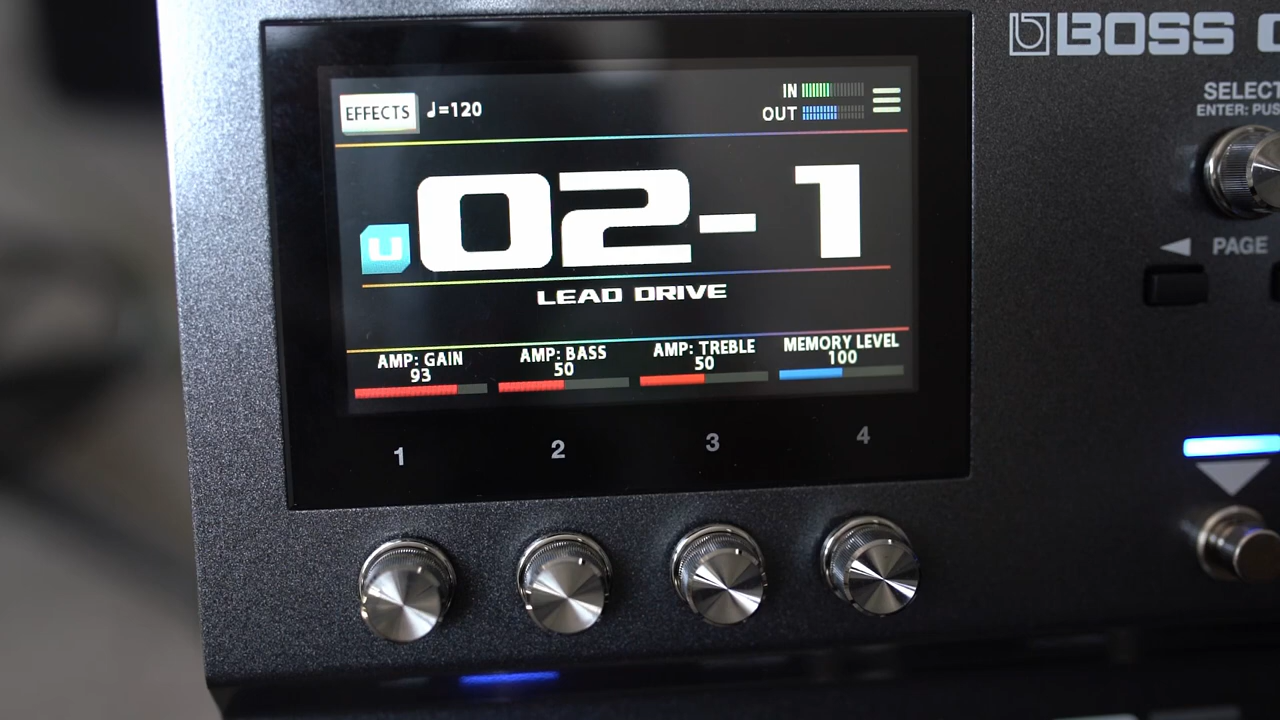 BOSS
SELECT
ENTER: PUS
PAGE
EFFECTS ♩=120
IN
OUT
U 02-1
LEAD DRIVE
AMP: GAIN
93
AMP: BASS
50
AMP: TREBLE
50
MEMORY LEVEL
100
1 2 3 4